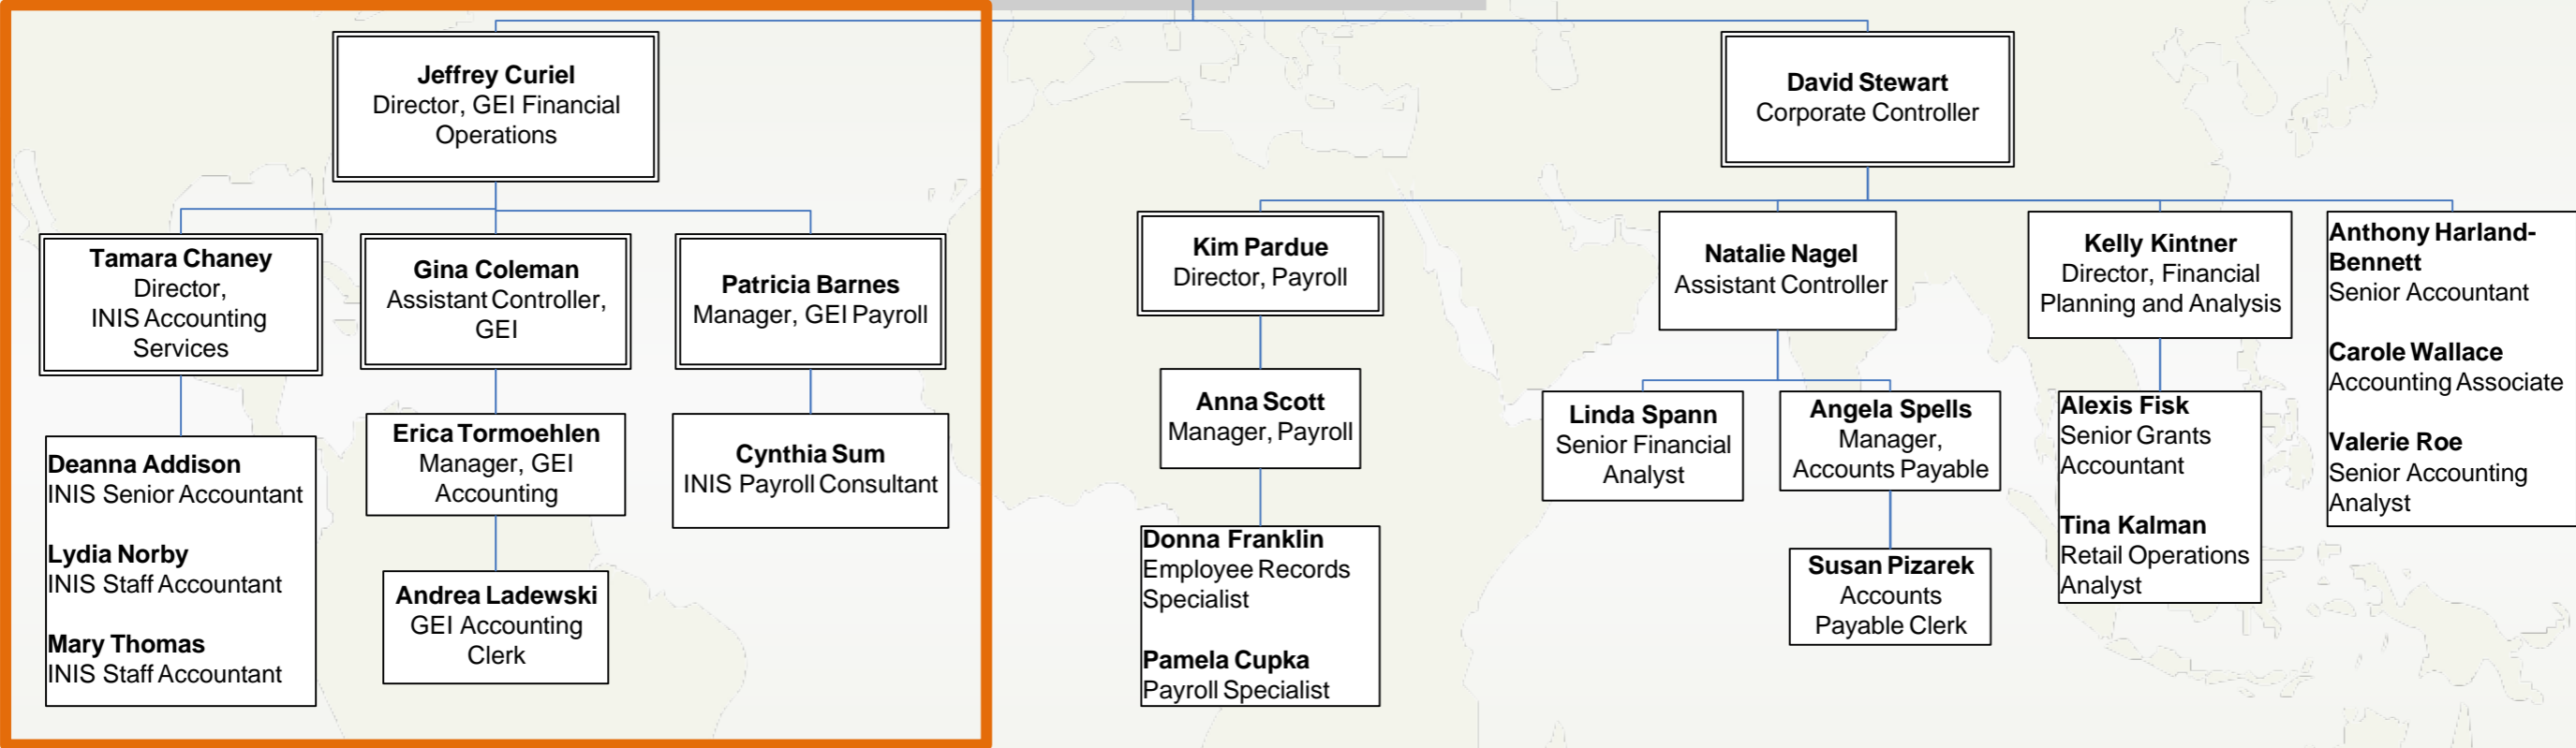 Jeffrey Curiel
Director, GEI Financial
Operations
David Stewart
Corporate Controller
Tamara Chaney
Director,
INIS Accounting
Services
Gina Coleman
Assistant Controller,
GEI
Patricia Barnes
Manager, GEI Payroll
Kim Pardue
Director, Payroll
Natalie Nagel
Assistant Controller
Kelly Kintner
Director, Financial
Planning and Analysis
Anthony Harland-
Bennett
Senior Accountant
Carole Wallace
Accounting Associate
Valerie Roe
Senior Accounting
Analyst
Deanna Addison
INIS Senior Accountant
Lydia Norby
INIS Staff Accountant
Mary Thomas
INIS Staff Accountant
Erica Tormoehlen
Manager, GEI
Accounting
Andrea Ladewski
GEI Accounting
Clerk
Cynthia Sum
INIS Payroll Consultant
Anna Scott
Manager, Payroll
Donna Franklin
Employee Records
Specialist
Pamela Cupka
Payroll Specialist
Linda Spann
Senior Financial
Analyst
Angela Spells
Manager,
Accounts Payable
Susan Pizarek
Accounts
Payable Clerk
Alexis Fisk
Senior Grants
Accountant
Tina Kalman
Retail Operations
Analyst